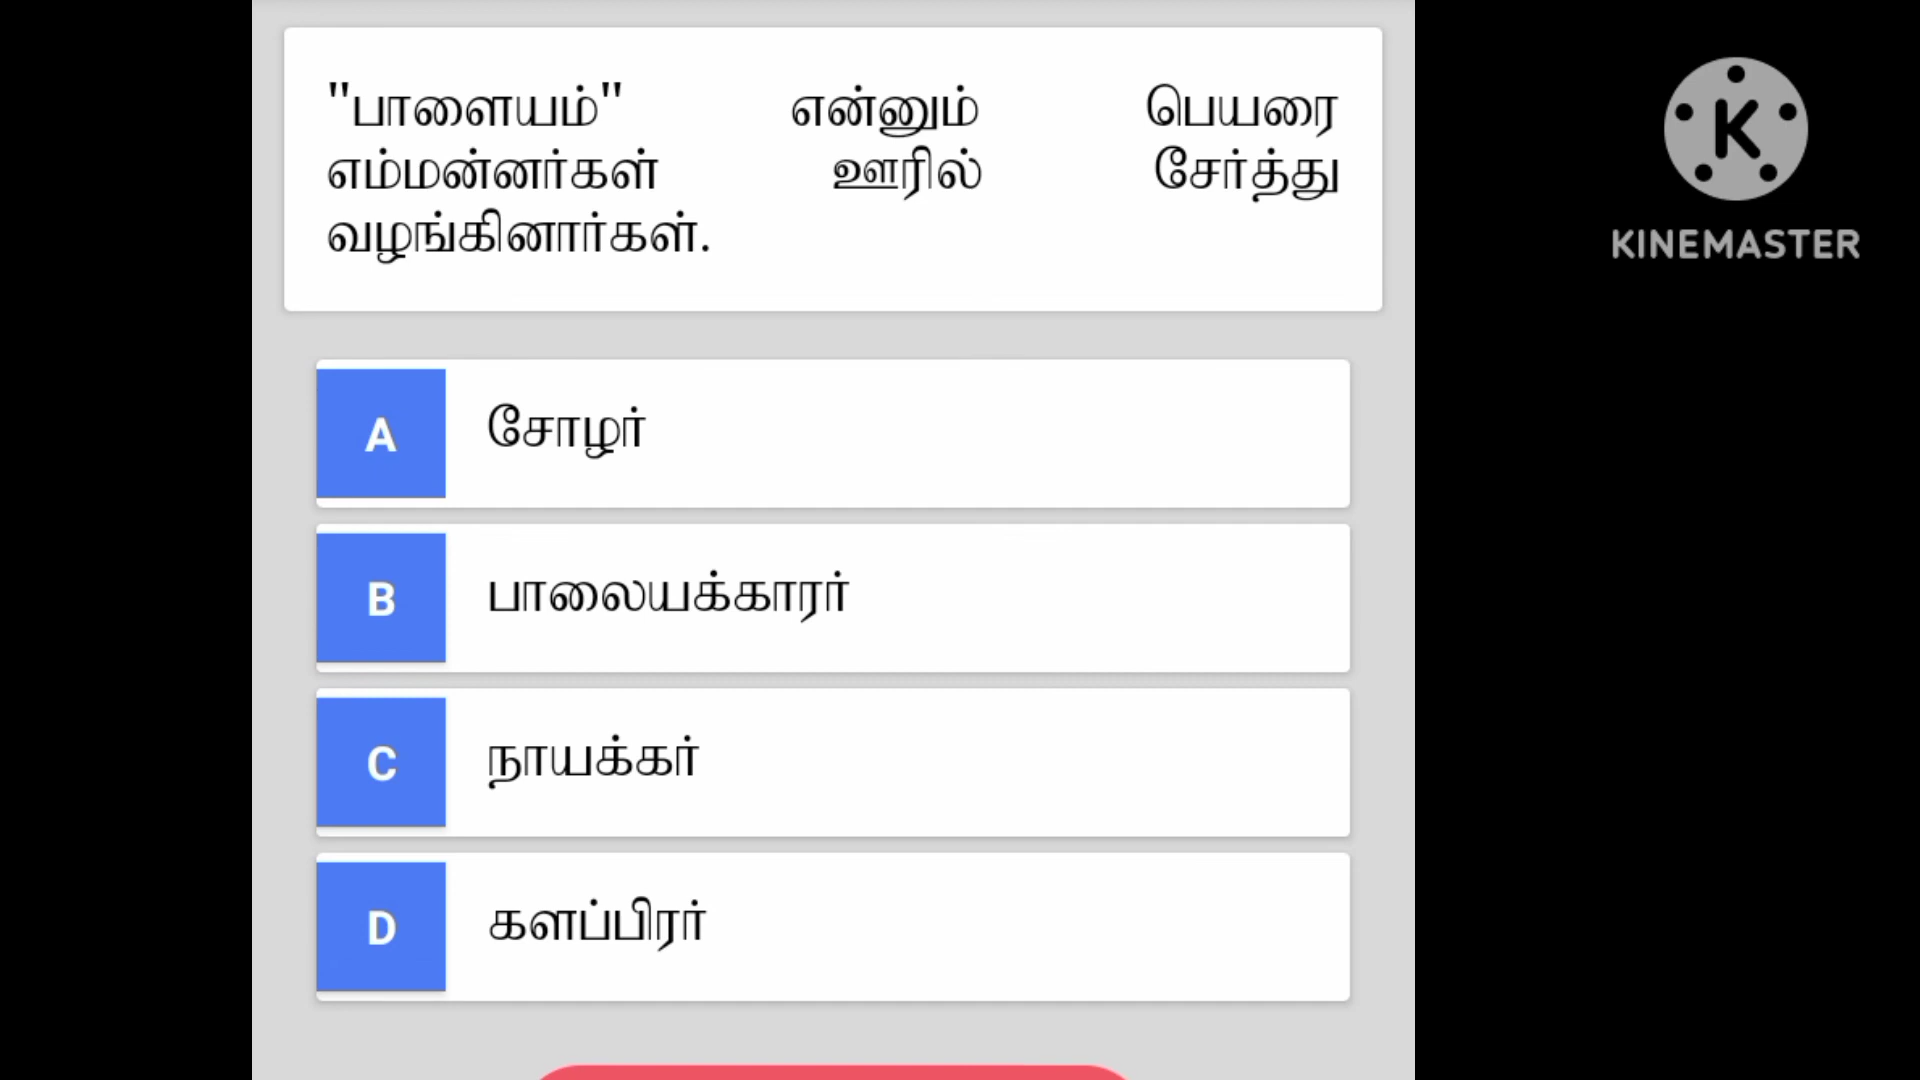 "பாளையம்" என்னும் பெயரை
எம்மன்னர்கள் ஊரில் சேர்த்து
வழங்கினார்கள்.
A சோழர்
B பாலையக்காரர்
C நாயக்கர்
D களப்பிரர்
K
KINEMASTER